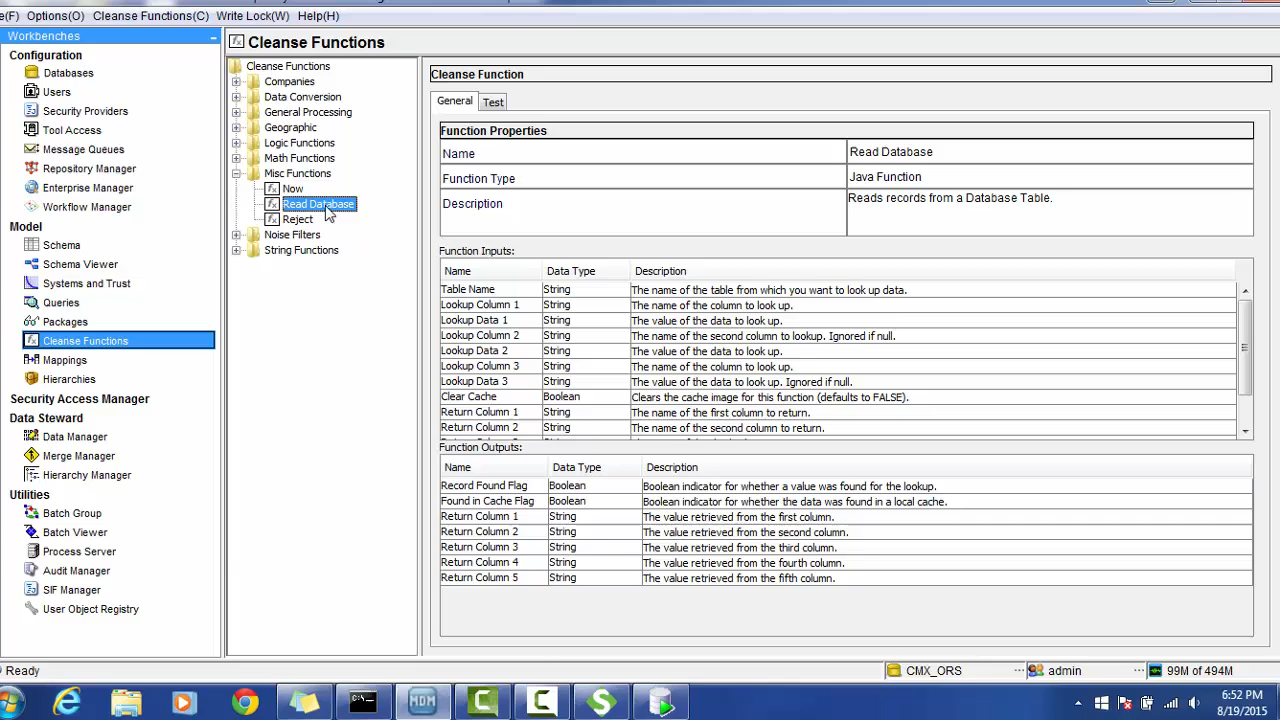 e(F) Options(O) Cleanse Functions(C) Write Lock(W) Help(H)
Workbenches
Configuration
Databases
Users
Security Providers
Tool Access
Message Queues
Repository Manager
Enterprise Manager
Workflow Manager
Model
Schema
Schema Viewer
Systems and Trust
Queries
Packages
Cleanse Functions
Mappings
Hierarchies
Security Access Manager
Data Steward
Data Manager
Merge Manager
Hierarchy Manager
Utilities
Batch Group
Batch Viewer
Process Server
Audit Manager
SIF Manager
User Object Registry
Cleanse Functions
Cleanse Functions
Companies
Data Conversion
General Processing
Geographic
Logic Functions
Math Functions
Misc Functions
Now
Read Database
Reject
Noise Filters
String Functions
Cleanse Function
General Test
Function Properties
Name Read Database
Function Type Java Function
Description Reads records from a Database Table.
Function Inputs:
Name Data Type Description
Table Name String The name of the table from which you want to look up data.
Lookup Column 1 String The name of the column to look up.
Lookup Data 1 String The value of the data to look up.
Lookup Column 2 String The name of the second column to lookup. Ignored if null.
Lookup Data 2 String The value of the data to look up.
Lookup Column 3 String The name of the column to look up.
Lookup Data 3 String The value of the data to look up. Ignored if null.
Clear Cache Boolean Clears the cache image for this function (defaults to FALSE).
Return Column 1 String The name of the first column to return.
Return Column 2 String The name of the second column to return.
Function Outputs:
Name Data Type Description
Record Found Flag Boolean Boolean indicator for whether a value was found for the lookup.
Found in Cache Flag Boolean Boolean indicator for whether the data was found in a local cache.
Return Column 1 String The value retrieved from the first column.
Return Column 2 String The value retrieved from the second column.
Return Column 3 String The value retrieved from the third column.
Return Column 4 String The value retrieved from the fourth column.
Return Column 5 String The value retrieved from the fifth column.
Ready CMX_ORS admin 99M of 494M
MDM
6:52 PM
8/19/2015